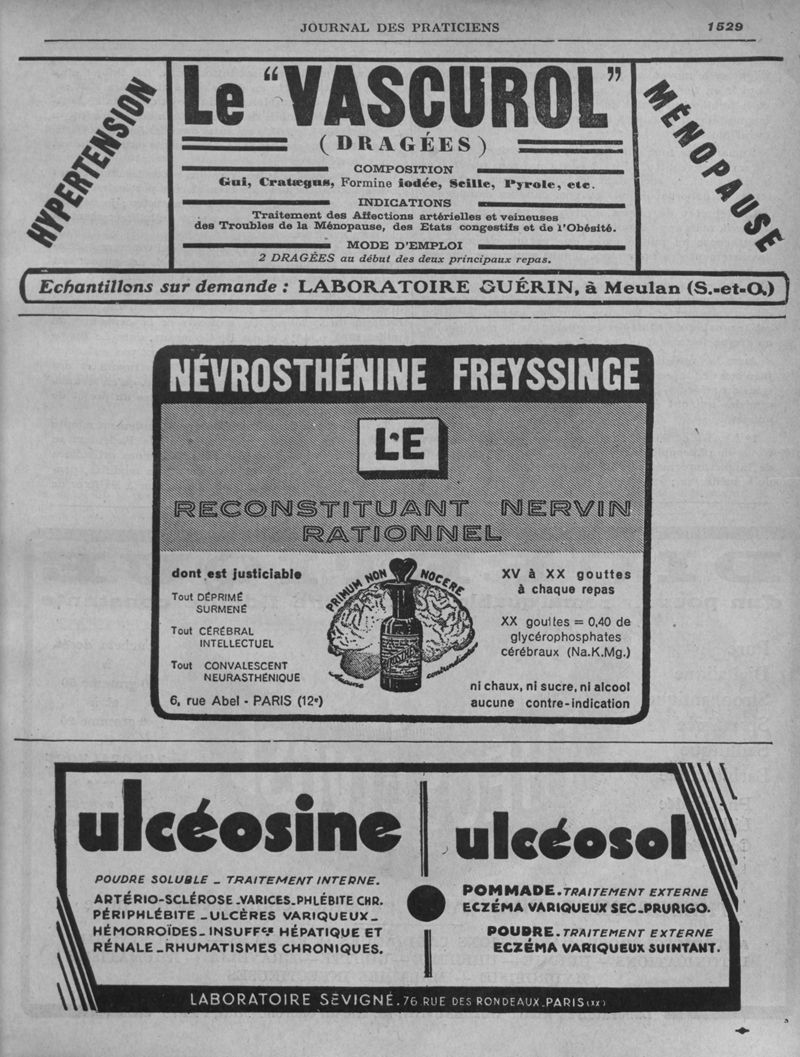 JOURNAL DES PRATICIENS
1529
HYPERTENSION
Le "VASCUROL"
(DRAGÉES)
COMPOSITION
Gui, Cratægus, Formine iodée, Scille, Pyrole, etc.
INDICATIONS
Traitement des Affections artérielles et veineuses
des Troubles de la Ménopause, des Etats congestifs et de l'Obésité.
MODE D'EMPLOI
2 DRAGÉES au début des deux principaux repas.
MÉNOPAUSE
Echantillons sur demande : LABORATOIRE GUÉRIN, à Meulan (S.-et-O.)
NÉVROSTHÉNINE FREYSSINGE
LE
RECONSTITUANT NERVIN
RATIONNEL
dont est justiciable
Tout DÉPRIMÉ
SURMENÉ
Tout CÉRÉBRAL
INTELLECTUEL
Tout CONVALESCENT
NEURASTHÉNIQUE
6, rue Abel - PARIS (12e)
PRIMUM NON NOCERE
Aucune contreindication
XV à XX gouttes
à chaque repas
XX gouttes = 0,40 de
glycérophosphates
cérébraux (Na.K.Mg.)
ni chaux, ni sucre, ni alcool
aucune contre-indication
ulcéosine
POUDRE SOLUBLE _ TRAITEMENT INTERNE.
ARTÉRIO-SCLÉROSE _VARICES_PHLÉBITE CHR.
PÉRIPHLÉBITE _ULCÈRES VARIQUEUX_
HÉMORROÏDES_ INSUFFce HÉPATIQUE ET
RÉNALE _RHUMATISMES CHRONIQUES.
ulcéosol
POMMADE.TRAITEMENT EXTERNE
ECZÉMA VARIQUEUX SEC_PRURIGO.
POUDRE.TRAITEMENT EXTERNE
ECZÉMA VARIQUEUX SUINTANT.
LABORATOIRE SÉVIGNÉ.76 RUE DES RONDEAUX.PARIS (XX)